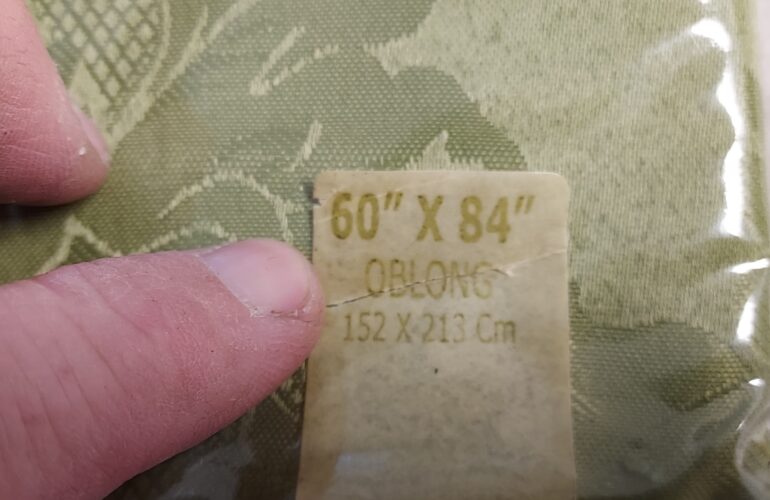 60" X 84"
OBLONG
152 X 213 Cm